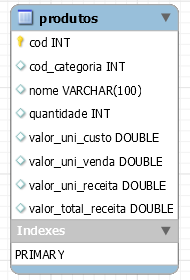 produtos
cod INT
cod_categoria INT
nome VARCHAR(100)
quantidade INT
valor_uni_custo DOUBLE
valor_uni_venda DOUBLE
valor_uni_receita DOUBLE
valor_total_receita DOUBLE
Indexes
PRIMARY